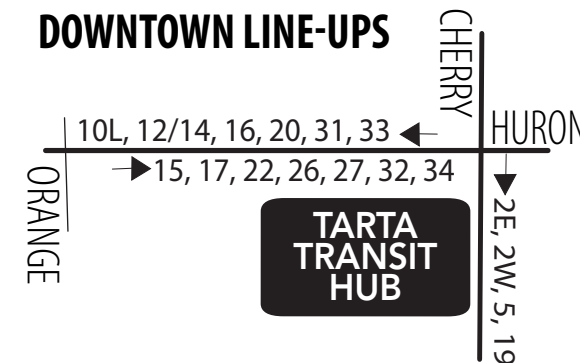 DOWNTOWN LINE-UPS
CHERRY
10L, 12/14, 16, 20, 31, 33
HURON
15, 17, 22, 26, 27, 32, 34
ORANGE
TARTA
TRANSIT
HUB
2E, 2W, 5, 19